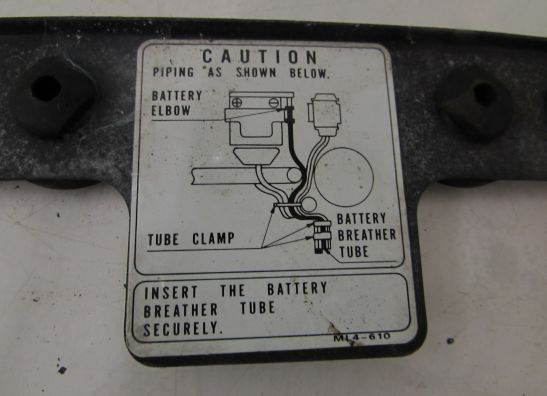 CAUTION
PIPING AS SHOWN BELOW.
BATTERY
ELBOW
TUBE CLAMP
BATTERY
BREATHER
TUBE
INSERT THE BATTERY
BREATHER TUBE
SECURELY.
ML4-610